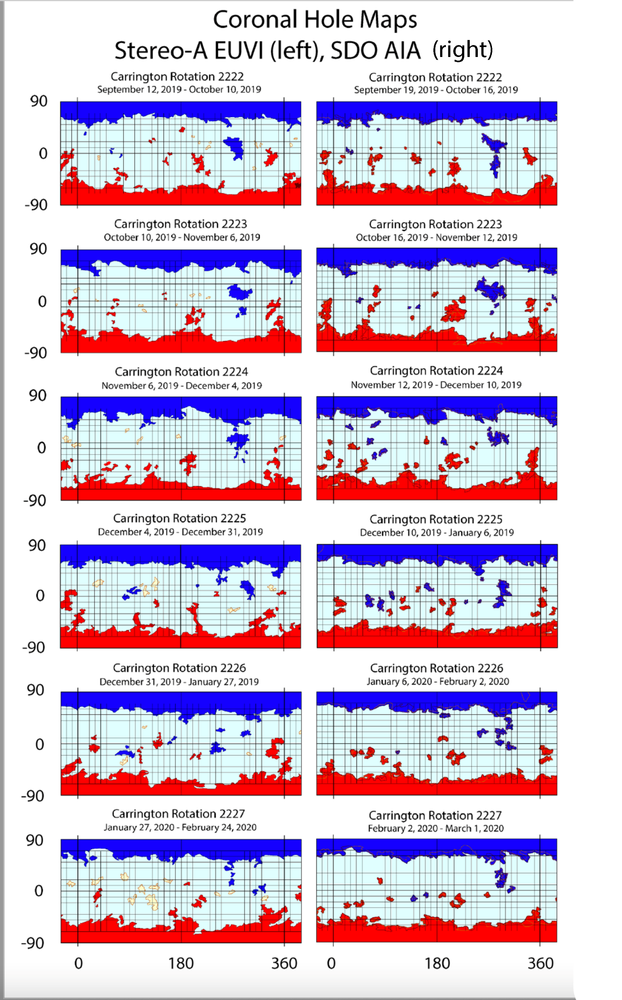 Coronal Hole Maps
Stereo-A EUVI (left), SDO AIA (right)
Carrington Rotation 2222
September 12, 2019 - October 10, 2019
Carrington Rotation 2222
September 19, 2019 - October 16, 2019
90
0
-90
Carrington Rotation 2223
October 10, 2019 - November 6, 2019
Carrington Rotation 2223
October 16, 2019 - November 12, 2019
90
0
-90
Carrington Rotation 2224
November 6, 2019 - December 4, 2019
Carrington Rotation 2224
November 12, 2019 - December 10, 2019
90
0
-90
Carrington Rotation 2225
December 4, 2019 - December 31, 2019
Carrington Rotation 2225
December 10, 2019 - January 6, 2019
90
0
-90
Carrington Rotation 2226
December 31, 2019 - January 27, 2019
Carrington Rotation 2226
January 6, 2020 - February 2, 2020
90
0
-90
Carrington Rotation 2227
January 27, 2020 - February 24, 2020
Carrington Rotation 2227
February 2, 2020 - March 1, 2020
90
0
-90
0 180 360 0 180 360